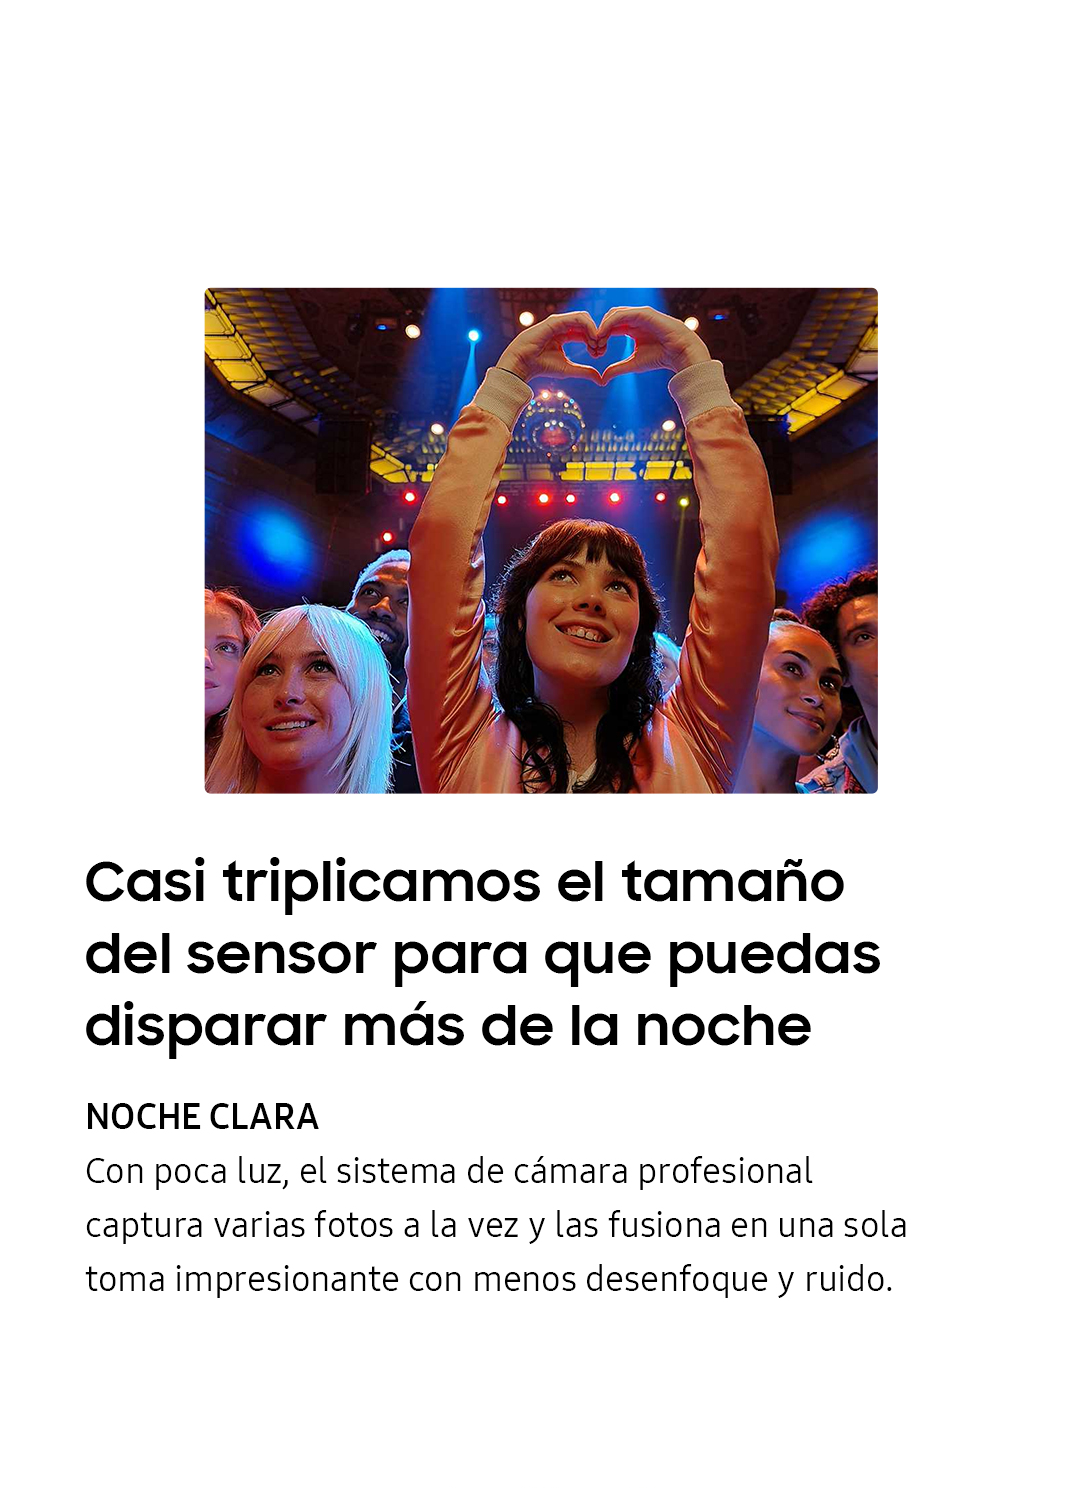 Casi triplicamos el tamaño
del sensor para que puedas
disparar más de la noche
NOCHE CLARA
Con poca luz, el sistema de cámara profesional
captura varias fotos a la vez y las fusiona en una sola
toma impresionante con menos desenfoque y ruido.